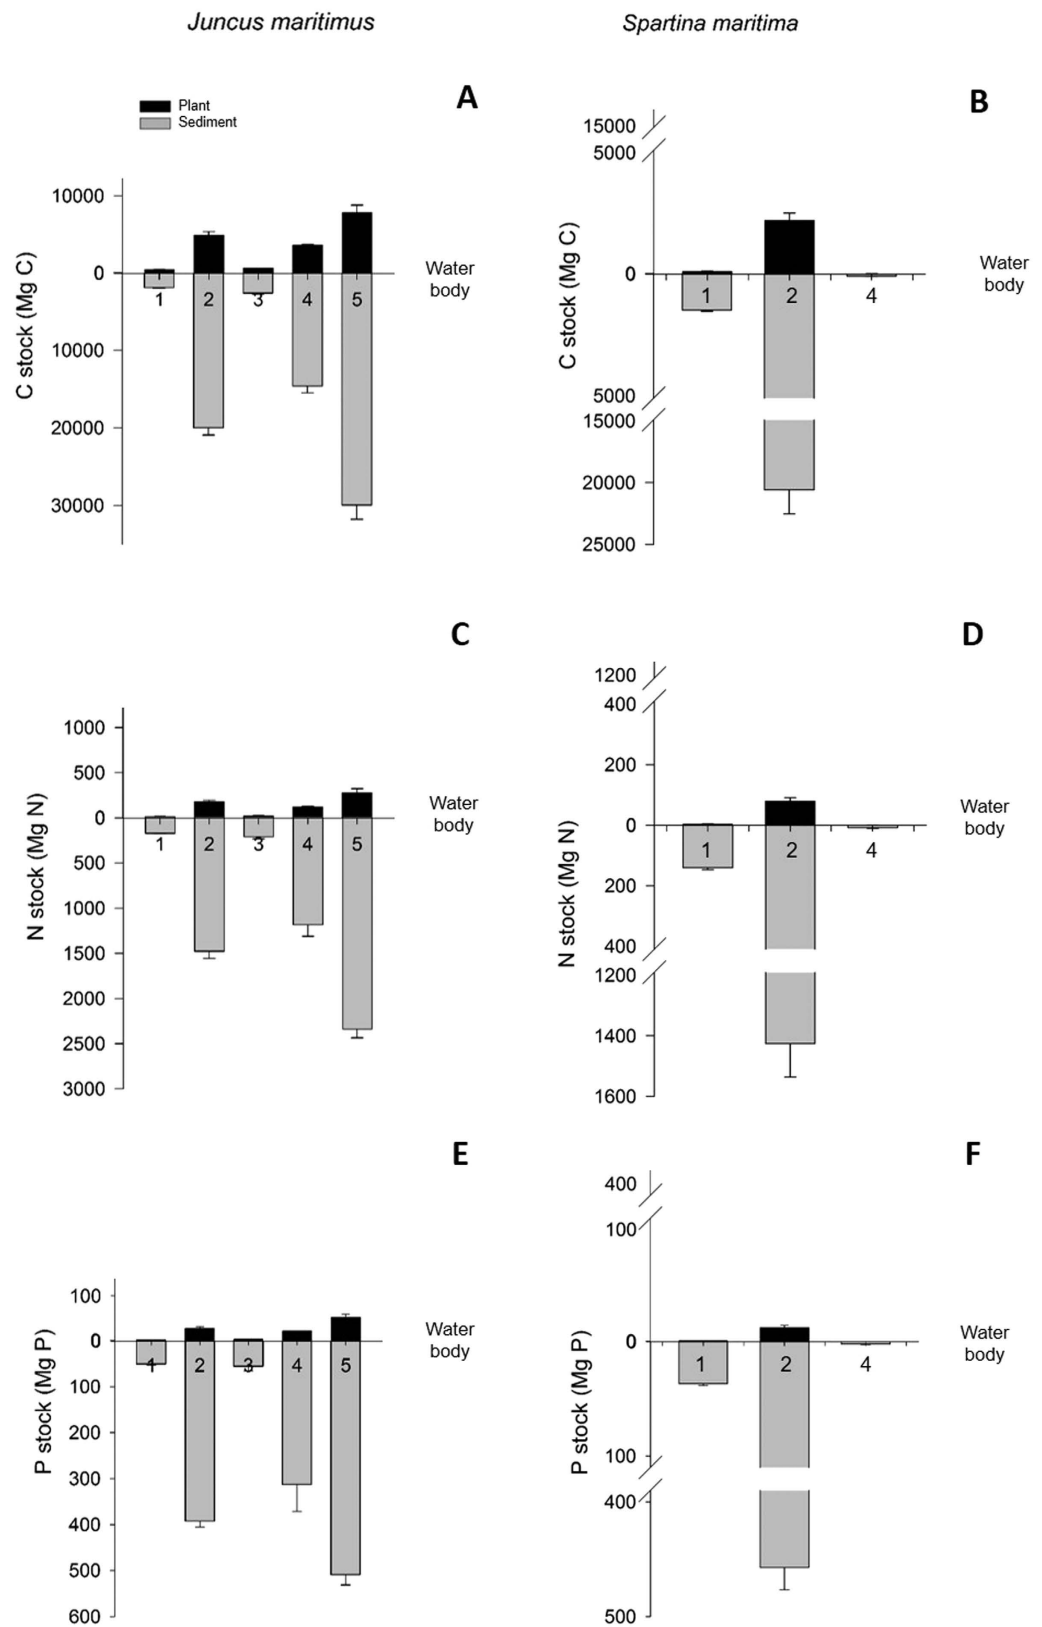 Juncus maritimus
Spartina maritima
A
Plant
Sediment
10000
0
10000
20000
30000
C stock (Mg C)
1
2
3
4
5
Water
body
B
15000
5000
0
5000
15000
20000
25000
C stock (Mg C)
1
2
4
Water
body
C
1000
500
0
500
1000
1500
2000
2500
3000
N stock (Mg N)
1
2
3
4
5
Water
body
D
1200
400
200
0
200
400
1200
1400
1600
N stock (Mg N)
1
2
4
Water
body
E
100
0
100
200
300
400
500
600
P stock (Mg P)
1
2
3
4
5
Water
body
F
400
100
0
100
400
500
P stock (Mg P)
1
2
4
Water
body